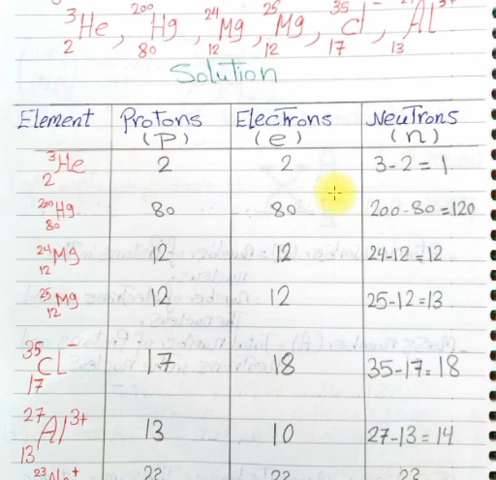 ³₂He, ²⁰⁰₈₀Hg, ²⁴₁₂Mg, ²⁵₁₂Mg, ³⁵₁₇Cl⁻, ₁₃Al³⁺
Solution
Element Protons (P) Electrons (e) Neutrons (n)
³₂He 2 2 3-2=1
²⁰⁰₈₀Hg 80 80 200-80=120
²⁴₁₂Mg 12 12 24-12=12
²⁵₁₂Mg 12 12 25-12=13
³⁵₁₇CL⁻ 17 18 35-17=18
²⁷₁₃Al³⁺ 13 10 27-13=14